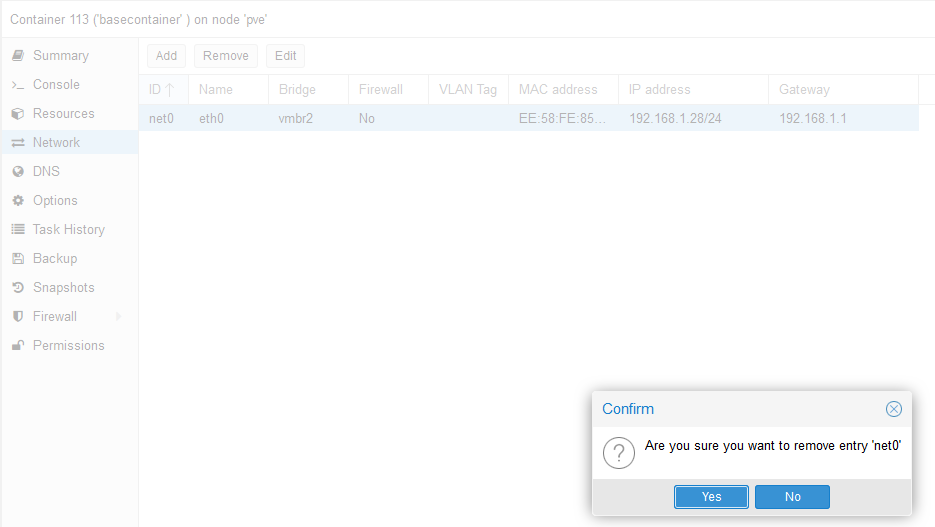 Container 113 ('basecontainer' ) on node 'pve'
Summary
Console
Resources
Network
DNS
Options
Task History
Backup
Snapshots
Firewall
Permissions
Add Remove Edit
ID Name Bridge Firewall VLAN Tag MAC address IP address Gateway
net0 eth0 vmbr2 No EE:58:FE:85... 192.168.1.28/24 192.168.1.1
Confirm
Are you sure you want to remove entry 'net0'
Yes No